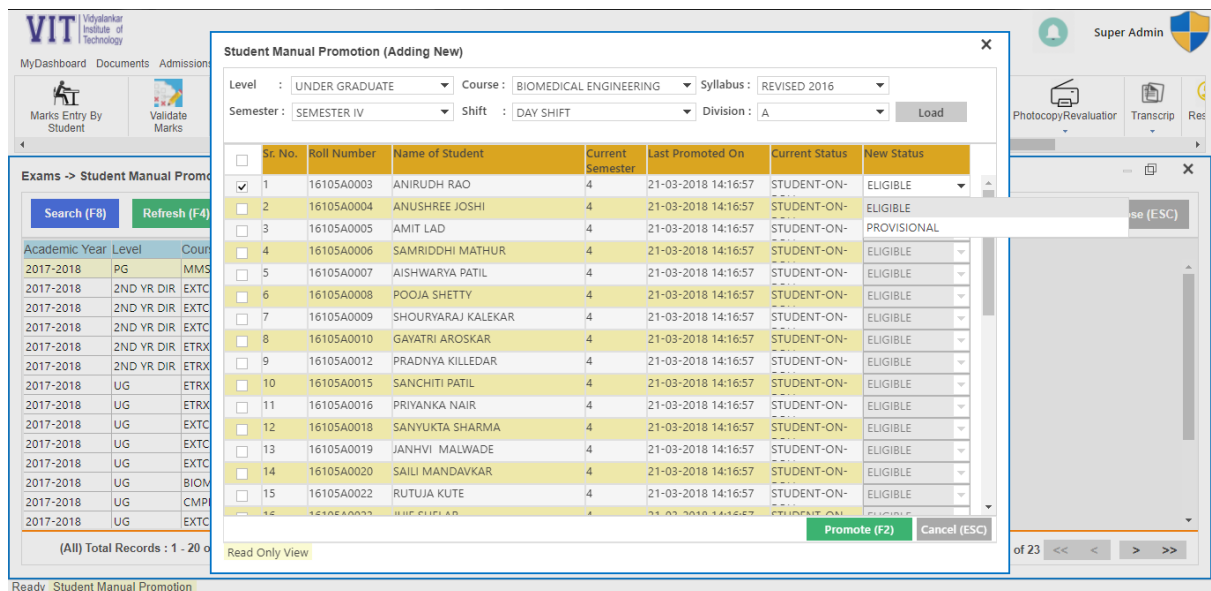 VIT Vidyalankar
Institute of
Technology
Super Admin
MyDashboard Documents Admissions
Marks Entry By
Student
Validate
Marks
PhotocopyRevaluation
Transcrip
Res
Exams -> Student Manual Promo
Search (F8) Refresh (F4)
se (ESC)
Academic Year Level Cour
2017-2018 PG MMS
2017-2018 2ND YR DIR EXTC
2017-2018 2ND YR DIR EXTC
2017-2018 2ND YR DIR EXTC
2017-2018 2ND YR DIR ETRX
2017-2018 2ND YR DIR ETRX
2017-2018 UG ETRX
2017-2018 UG ETRX
2017-2018 UG EXTC
2017-2018 UG EXTC
2017-2018 UG EXTC
2017-2018 UG BIOM
2017-2018 UG CMP
2017-2018 UG EXTC
(All) Total Records : 1 - 20 o
of 23 << < > >>
Ready Student Manual Promotion
Student Manual Promotion (Adding New)
Level : UNDER GRADUATE Course : BIOMEDICAL ENGINEERING Syllabus : REVISED 2016
Semester : SEMESTER IV Shift : DAY SHIFT Division : A Load
Sr. No. Roll Number Name of Student Current Semester Last Promoted On Current Status New Status
1 16105A0003 ANIRUDH RAO 4 21-03-2018 14:16:57 STUDENT-ON- ELIGIBLE
2 16105A0004 ANUSHREE JOSHI 4 21-03-2018 14:16:57 STUDENT-ON- ELIGIBLE
3 16105A0005 AMIT LAD 4 21-03-2018 14:16:57 STUDENT-ON- PROVISIONAL
4 16105A0006 SAMRIDDHI MATHUR 4 21-03-2018 14:16:57 STUDENT-ON- ELIGIBLE
5 16105A0007 AISHWARYA PATIL 4 21-03-2018 14:16:57 STUDENT-ON- ELIGIBLE
6 16105A0008 POOJA SHETTY 4 21-03-2018 14:16:57 STUDENT-ON- ELIGIBLE
7 16105A0009 SHOURYARAJ KALEKAR 4 21-03-2018 14:16:57 STUDENT-ON- ELIGIBLE
8 16105A0010 GAYATRI AROSKAR 4 21-03-2018 14:16:57 STUDENT-ON- ELIGIBLE
9 16105A0012 PRADNYA KILLEDAR 4 21-03-2018 14:16:57 STUDENT-ON- ELIGIBLE
10 16105A0015 SANCHITI PATIL 4 21-03-2018 14:16:57 STUDENT-ON- ELIGIBLE
11 16105A0016 PRIYANKA NAIR 4 21-03-2018 14:16:57 STUDENT-ON- ELIGIBLE
12 16105A0018 SANYUKTA SHARMA 4 21-03-2018 14:16:57 STUDENT-ON- ELIGIBLE
13 16105A0019 JANHVI MALWADE 4 21-03-2018 14:16:57 STUDENT-ON- ELIGIBLE
14 16105A0020 SAILI MANDAVKAR 4 21-03-2018 14:16:57 STUDENT-ON- ELIGIBLE
15 16105A0022 RUTUJA KUTE 4 21-03-2018 14:16:57 STUDENT-ON- ELIGIBLE
Promote (F2) Cancel (ESC)
Read Only View